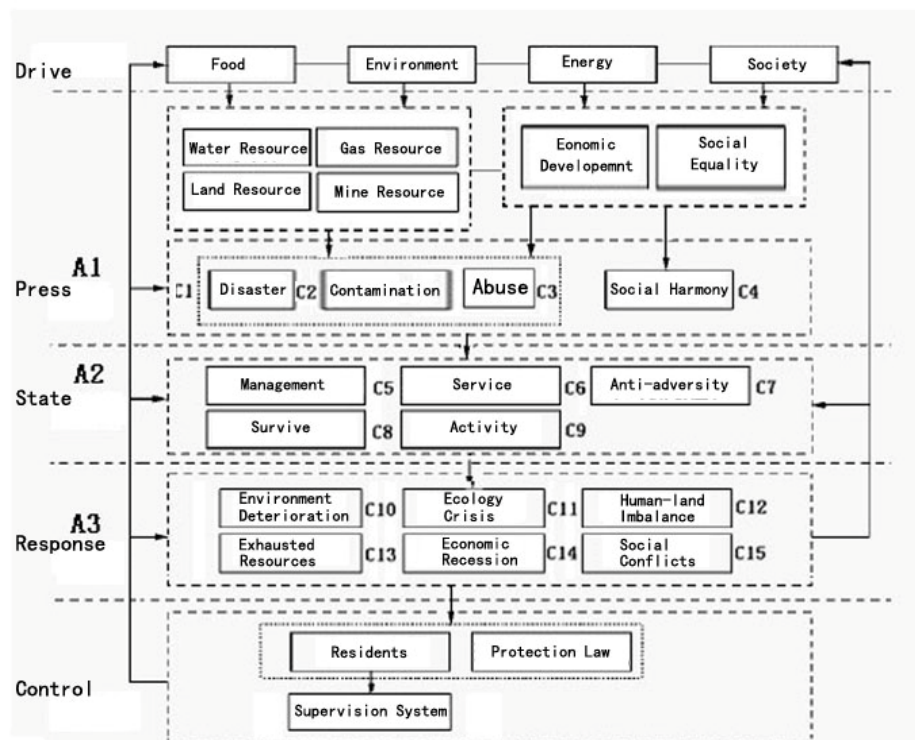 Drive
Food
Environment
Energy
Society
Water Resource
Gas Resource
Land Resource
Mine Resource
Eonomic
Developemnt
Social
Equality
A1
Press
C1
Disaster
C2
Contamination
Abuse
C3
Social Harmony
C4
A2
State
Management
C5
Service
C6
Anti-adversity
C7
Survive
C8
Activity
C9
A3
Response
Environment
Deterioration
C10
Ecology
Crisis
C11
Human-land
Imbalance
C12
Exhausted
Resources
C13
Economic
Recession
C14
Social
Conflicts
C15
Control
Residents
Protection Law
Supervision System